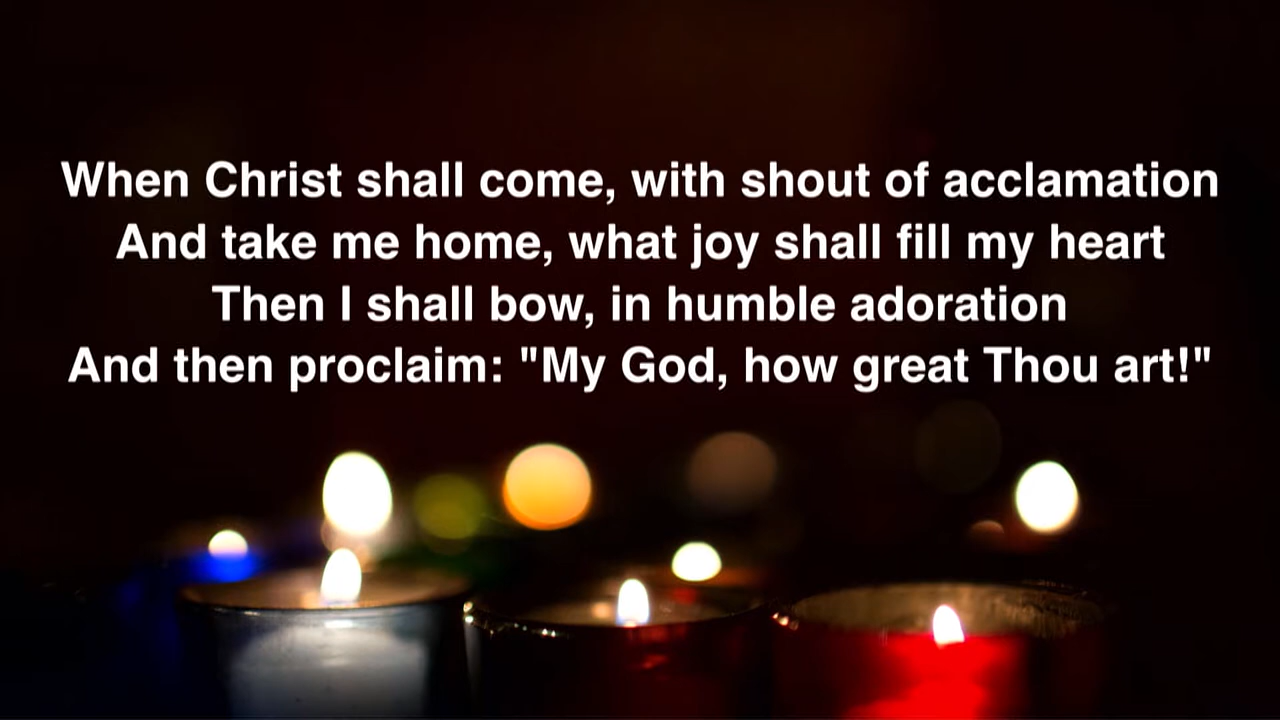 When Christ shall come, with shout of acclamation
And take me home, what joy shall fill my heart
Then I shall bow, in humble adoration
And then proclaim: "My God, how great Thou art!"